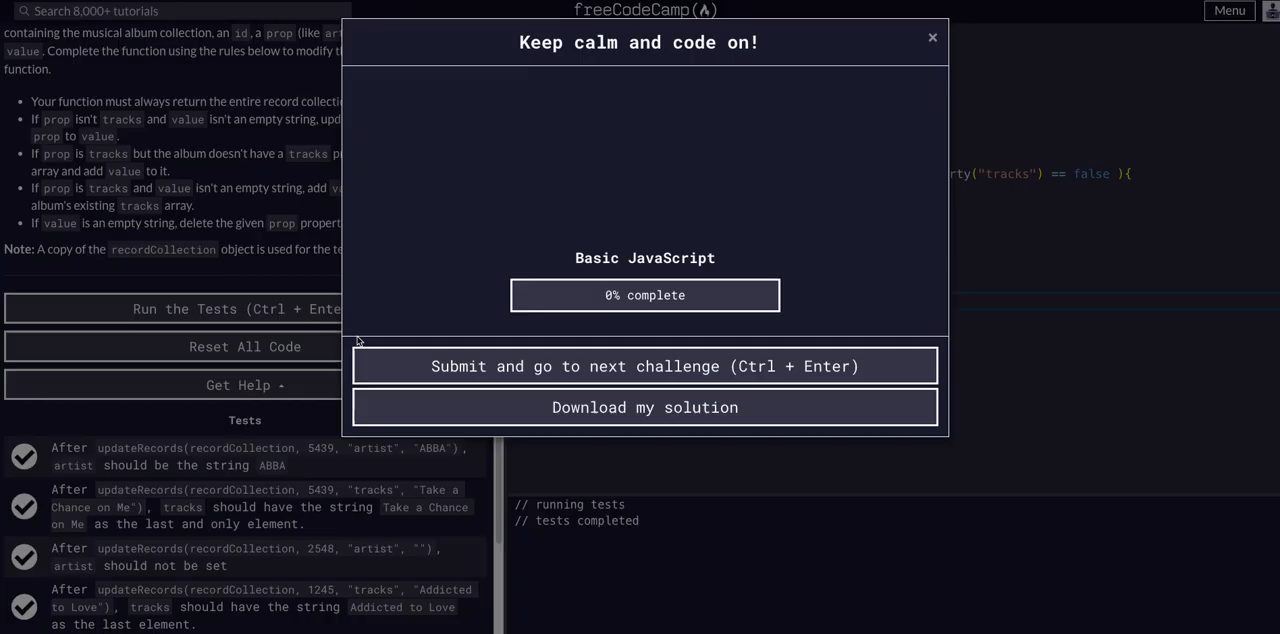 Search 8,000+ tutorials
freeCodeCamp
Menu
containing the musical album collection, an id, a prop (like
value. Complete the function using the rules below to modify
function.
Your function must always return the entire record
If prop isn't tracks and value isn't an empty string,
prop to value.
If prop is tracks but the album doesn't have a tracks
array and add value to it.
If prop is tracks and value isn't an empty string, add
album's existing tracks array.
If value is an empty string, delete the given prop
Note: A copy of the recordCollection object is used for the
Run the Tests (Ctrl + Ente
Reset All Code
Get Help
Tests
After updateRecords(recordCollection, 5439, "artist", "ABBA"),
artist should be the string ABBA
After updateRecords(recordCollection, 5439, "tracks", "Take a
Chance on Me"), tracks should have the string Take a Chance
on Me as the last and only element.
After updateRecords(recordCollection, 2548, "artist", ""),
artist should not be set
After updateRecords(recordCollection, 1245, "tracks", "Addicted
to Love"), tracks should have the string Addicted to Love
as the last element.
Keep calm and code on!
×
Basic JavaScript
0% complete
Submit and go to next challenge (Ctrl + Enter)
Download my solution
rty("tracks") == false ){
// running tests
// tests completed